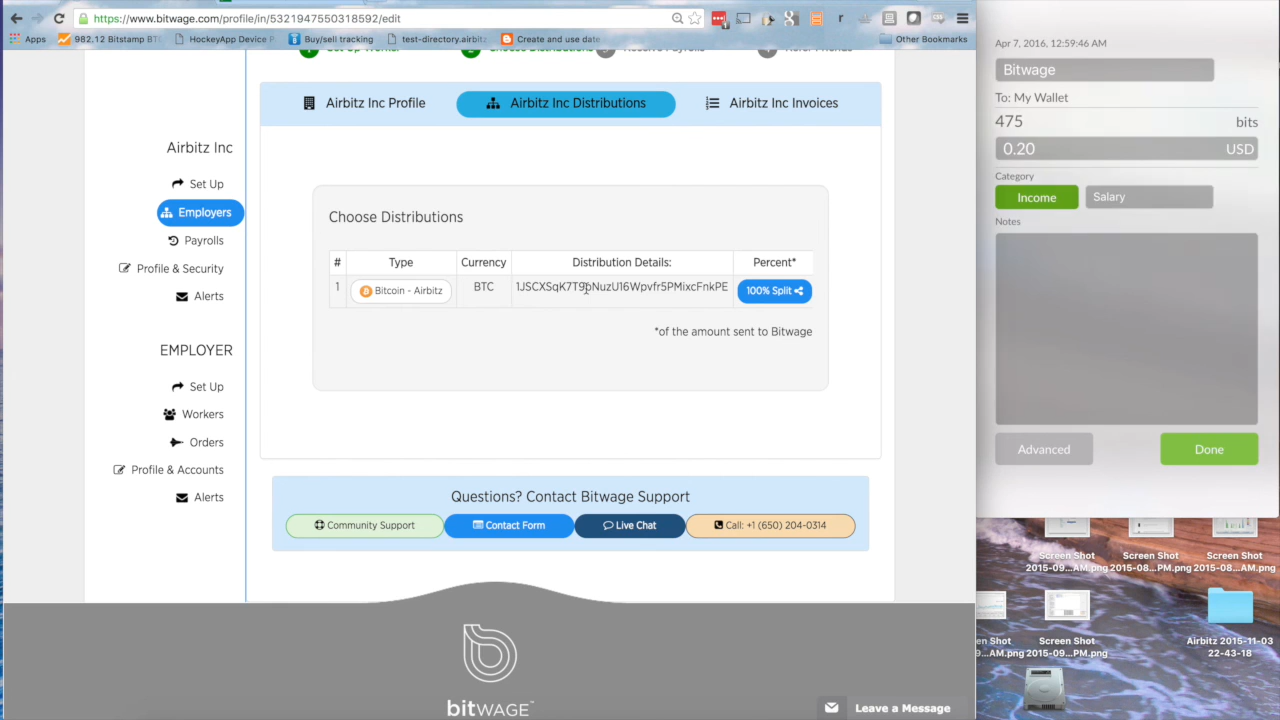 https://www.bitwage.com/profile/in/5321947550318592/edit
Apps
982.12 Bitstamp BTC
HockeyApp Device P
Buy/sell tracking
test-directory.airbitz
Create and use date
Other Bookmarks
Airbitz Inc Profile
Airbitz Inc Distributions
Airbitz Inc Invoices
Airbitz Inc
Set Up
Employers
Payrolls
Profile & Security
Alerts
EMPLOYER
Set Up
Workers
Orders
Profile & Accounts
Alerts
Choose Distributions
# Type Currency Distribution Details: Percent*
1 Bitcoin - Airbitz BTC 100% Split
*of the amount sent to Bitwage
Questions? Contact Bitwage Support
Community Support
Contact Form
Live Chat
Call: +1 (650) 204-0314
bitWAGE
Leave a Message
Apr 7, 2016, 12:59:46 AM
Bitwage
To: My Wallet
475 bits
0.20 USD
Category
Income
Salary
Notes
Advanced
Done
Screen Shot
2015-09...AM.png
Screen Shot
2015-08...PM.png
Screen Shot
2015-08...AM.png
en Shot
...AM.png
Screen Shot
2015-09...PM.png
Airbitz 2015-11-03
22-43-18